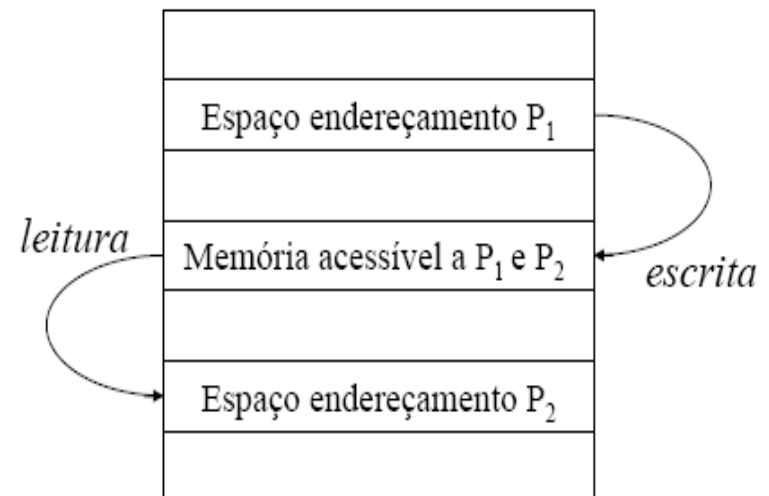 Espaço endereçamento P₁
leitura
Memória acessível a P₁ e P₂
escrita
Espaço endereçamento P₂